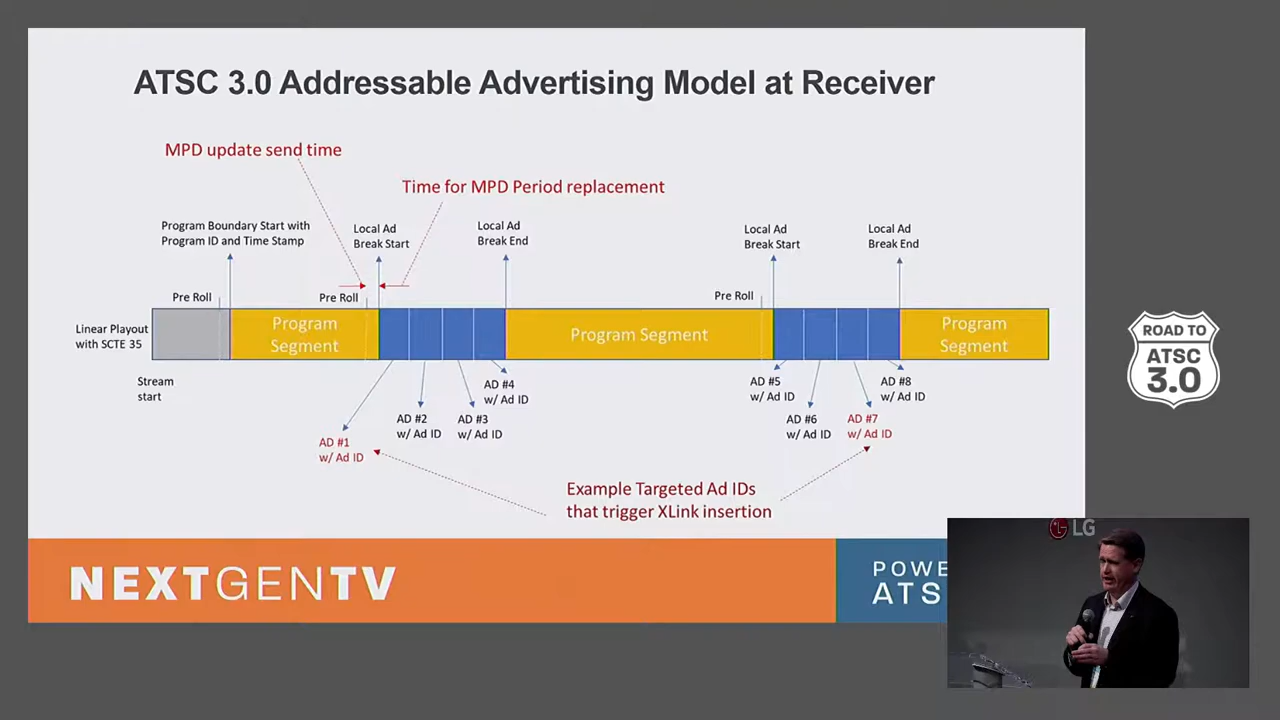 ATSC 3.0 Addressable Advertising Model at Receiver
MPD update send time
Time for MPD Period replacement
Program Boundary Start with
Program ID and Time Stamp
Local Ad
Break Start
Local Ad
Break End
Local Ad
Break Start
Local Ad
Break End
Pre Roll
Pre Roll
Pre Roll
Linear Playout
with SCTE 35
Program
Segment
Program Segment
Program
Segment
Stream
start
AD #1
w/ Ad ID
AD #2
w/ Ad ID
AD #3
w/ Ad ID
AD #4
w/ Ad ID
AD #5
w/ Ad ID
AD #6
w/ Ad ID
AD #7
w/ Ad ID
AD #8
w/ Ad ID
Example Targeted Ad IDs
that trigger XLink insertion
NEXTGENTV
POWE
ATS
LG
ROAD TO
ATSC
3.0